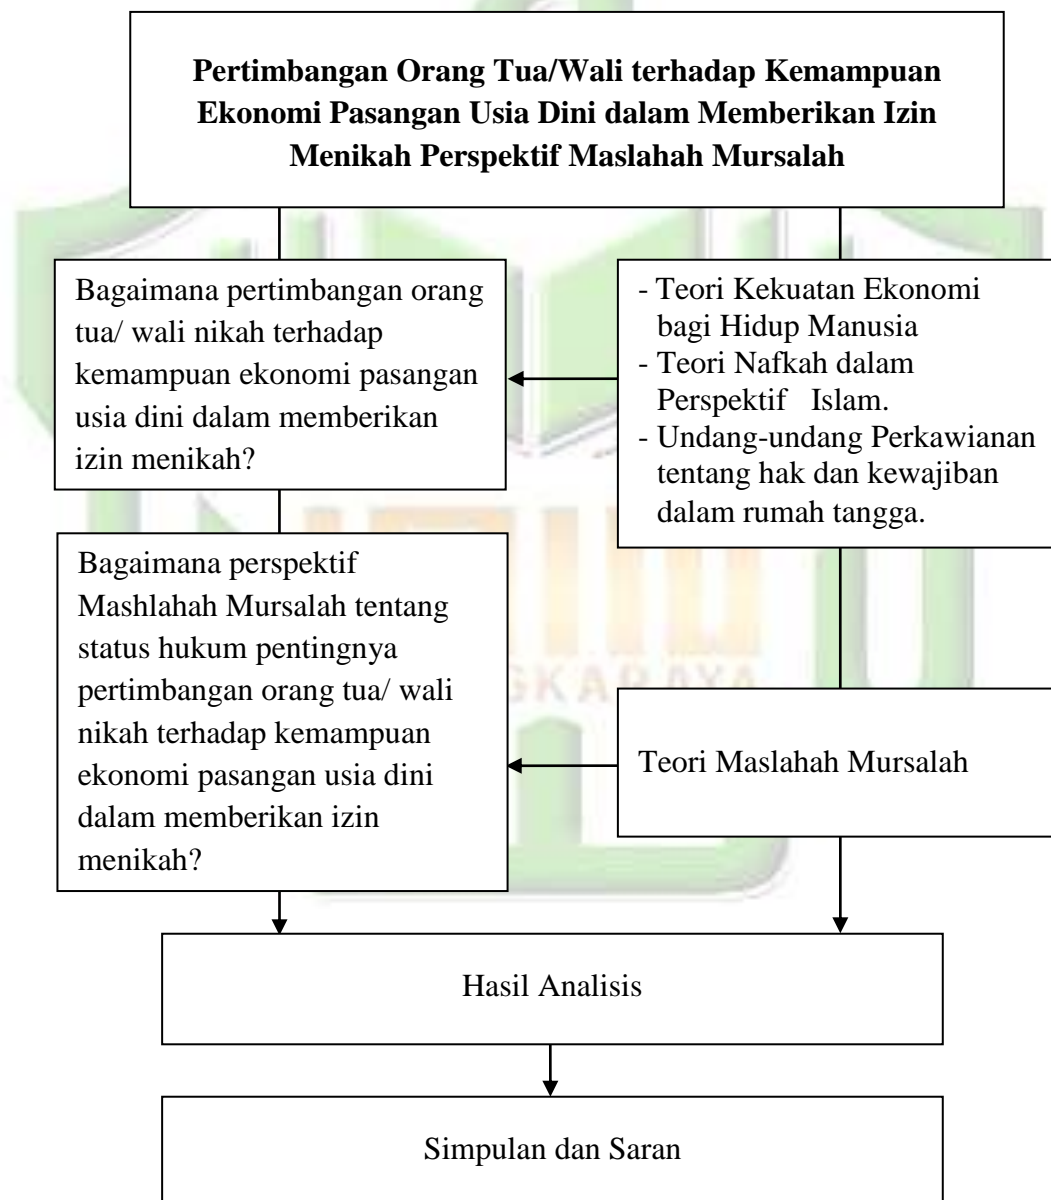 Pertimbangan Orang Tua/Wali terhadap Kemampuan
Ekonomi Pasangan Usia Dini dalam Memberikan Izin
Menikah Perspektif Maslahah Mursalah
Bagaimana pertimbangan orang
tua/ wali nikah terhadap
kemampuan ekonomi pasangan
usia dini dalam memberikan
izin menikah?
- Teori Kekuatan Ekonomi
bagi Hidup Manusia
- Teori Nafkah dalam
Perspektif Islam.
- Undang-undang Perkawianan
tentang hak dan kewajiban
dalam rumah tangga.
Bagaimana perspektif
Mashlahah Mursalah tentang
status hukum pentingnya
pertimbangan orang tua/ wali
nikah terhadap kemampuan
ekonomi pasangan usia dini
dalam memberikan izin
menikah?
Teori Maslahah Mursalah
Hasil Analisis
Simpulan dan Saran